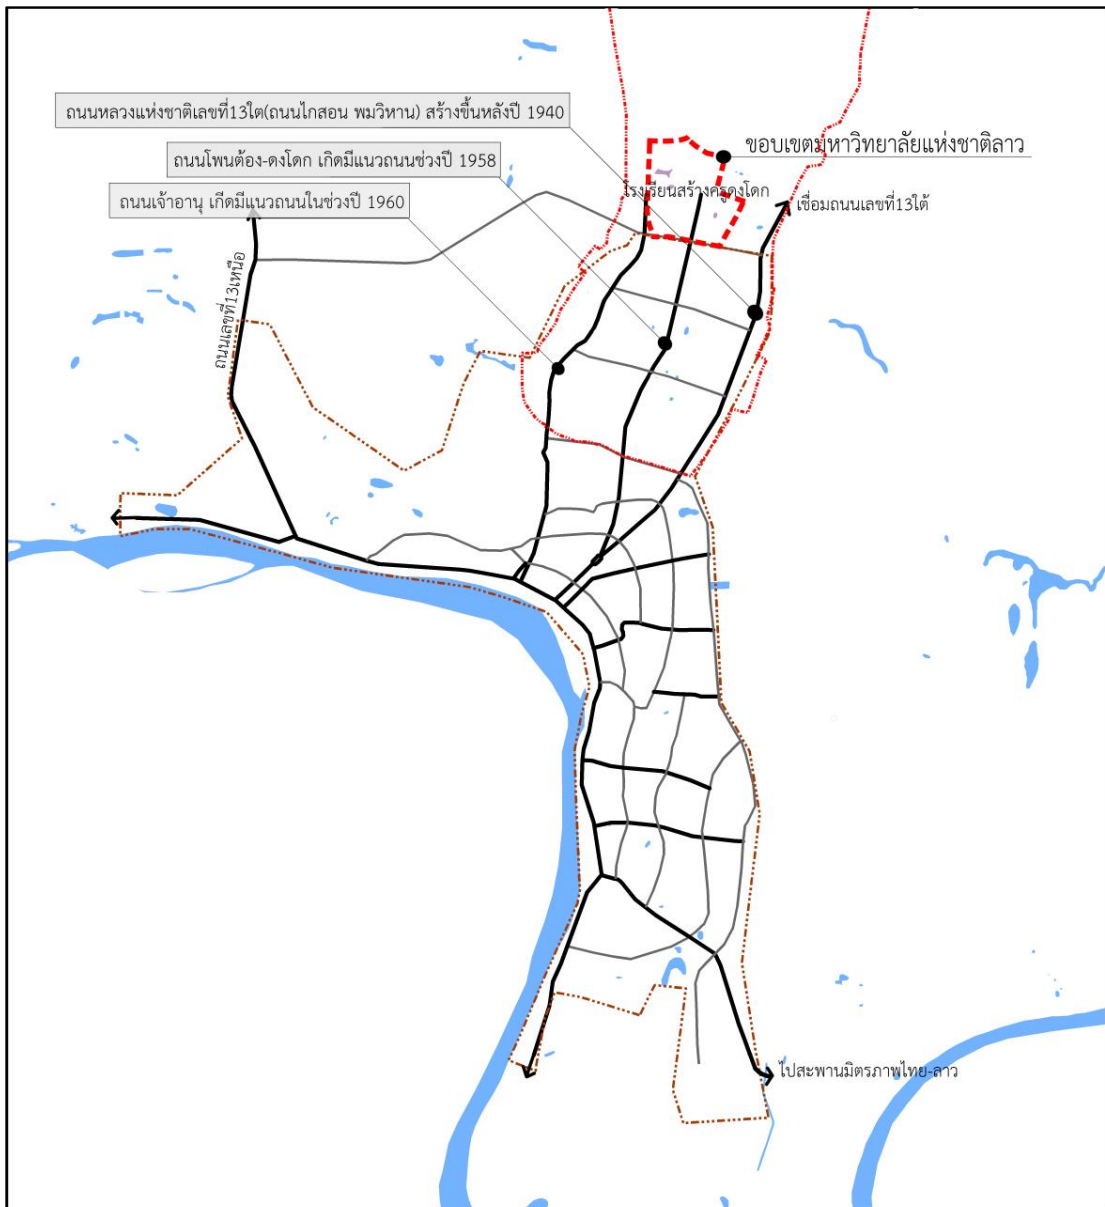 ถนนหลวงแห่งชาติเลขที่13ใต(ถนนไกสอน พมวิหาน) สร้างขึ้นหลังปี 1940
ขอบเขตมหาวิทยาลัยแห่งชาติลาว
ถนนโพนต้อง-ดงโดก เกิดมีแนวถนนช่วงปี 1958
โรงเรียนสร้างครูดงโดก
ถนนเจ้าอานุ เกิดมีแนวถนนในช่วงปี 1960
เชื่อมถนนเลขที่13ใต้
ถนนเลขที่13เหนือ
ไปสะพานมิตรภาพไทย-ลาว